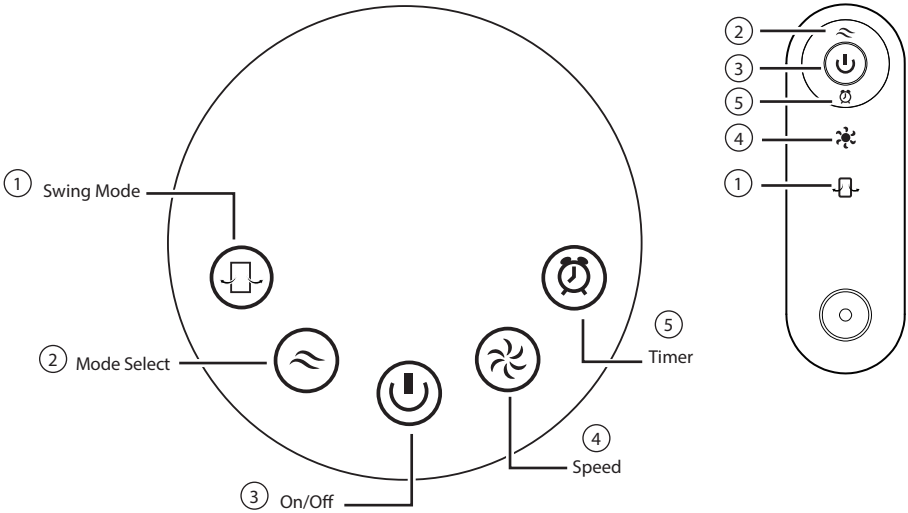 ① Swing Mode
② Mode Select
③ On/Off
④ Speed
⑤ Timer
②
③
⑤
④
①